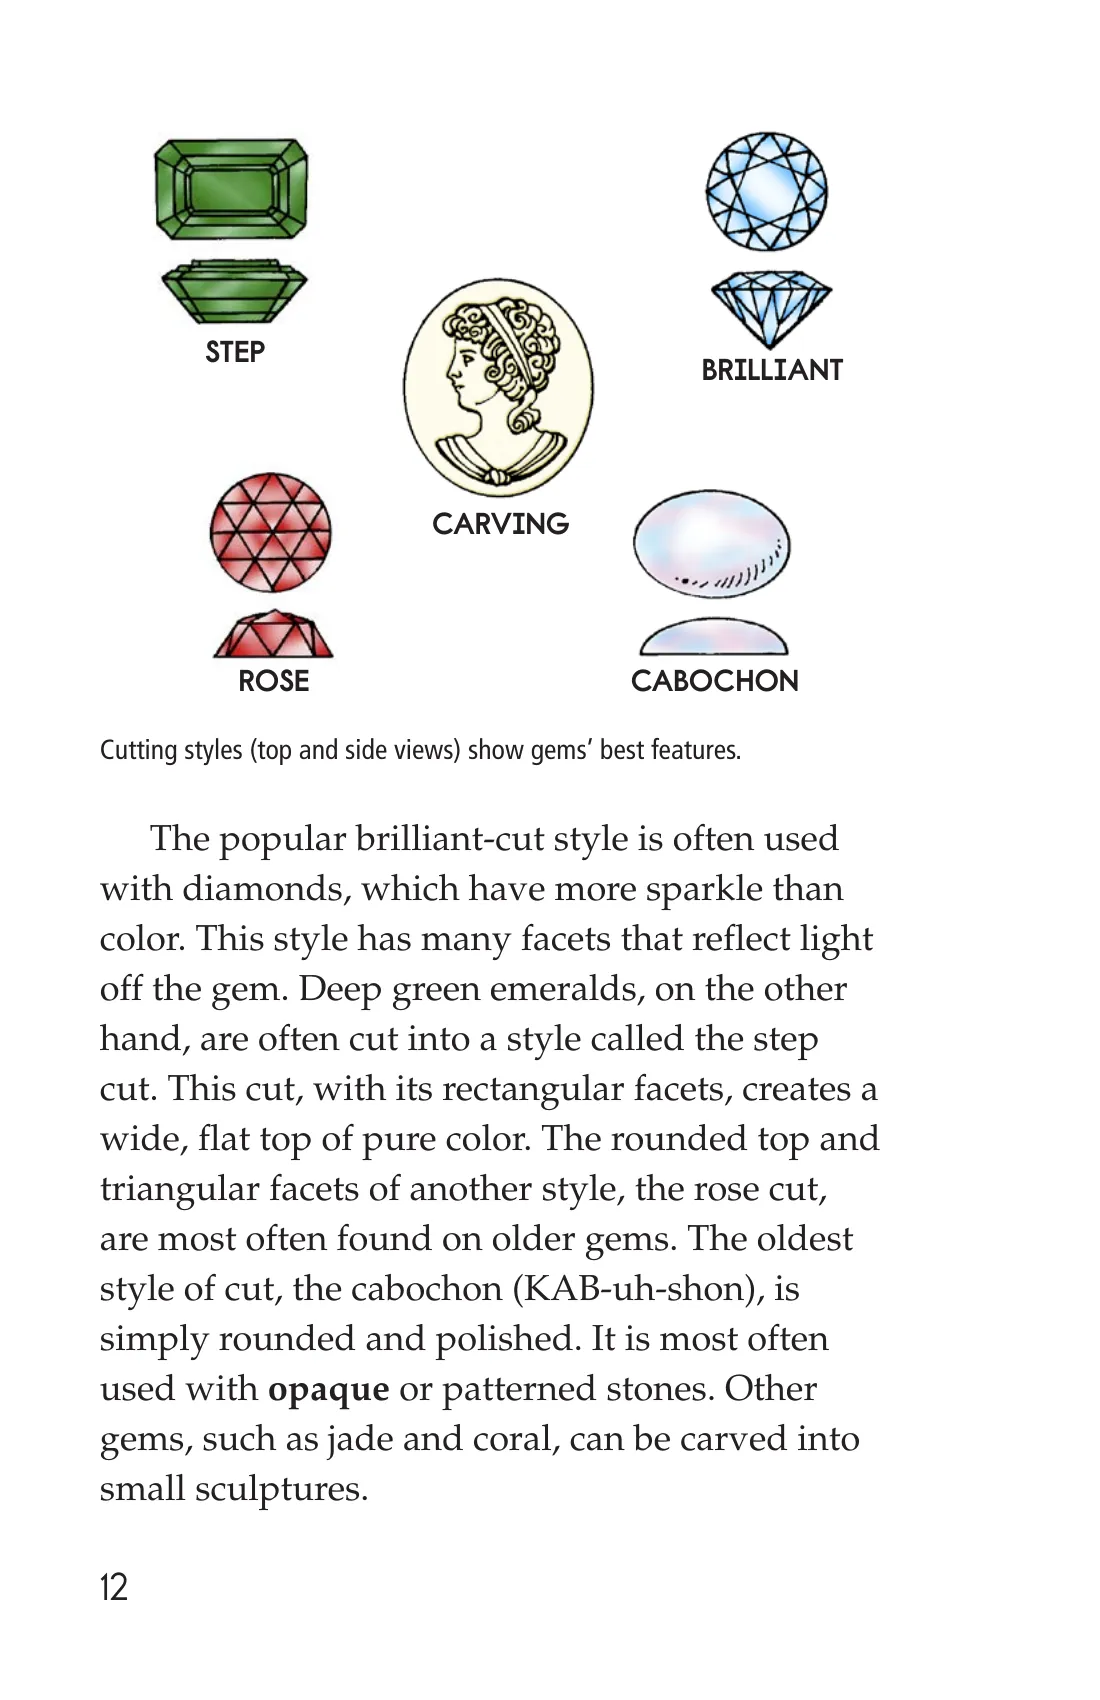 STEP
BRILLIANT
CARVING
ROSE
CABOCHON
Cutting styles (top and side views) show gems’ best features.
The popular brilliant-cut style is often used
with diamonds, which have more sparkle than
color. This style has many facets that reflect light
off the gem. Deep green emeralds, on the other
hand, are often cut into a style called the step
cut. This cut, with its rectangular facets, creates a
wide, flat top of pure color. The rounded top and
triangular facets of another style, the rose cut,
are most often found on older gems. The oldest
style of cut, the cabochon (KAB-uh-shon), is
simply rounded and polished. It is most often
used with opaque or patterned stones. Other
gems, such as jade and coral, can be carved into
small sculptures.
12